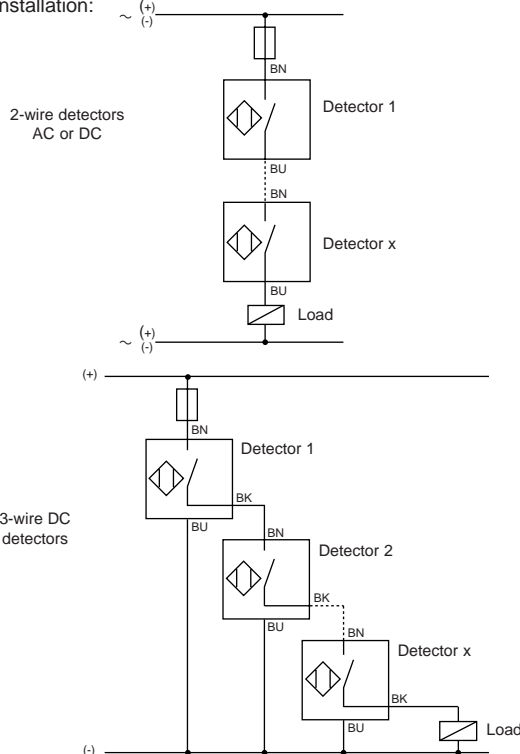 nstallation:
~ (+)
(-)
BN
Detector 1
2-wire detectors
AC or DC
BU
BN
Detector x
BU
Load
~ (+)
(-)
(+)
BN
Detector 1
BK
3-wire DC
detectors
BU
BN
Detector 2
BK
BU
BN
Detector x
BK
BU
Load
(-)